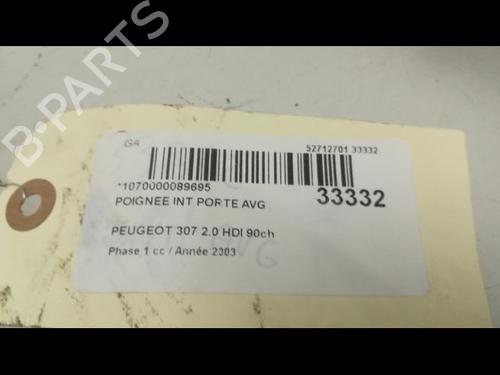 GA
52712701 33332
*1070000089695
33332
POIGNEE INT PORTE AVG
PEUGEOT 307 2.0 HDI 90ch
Phase 1 cc / Année 2003
AVG